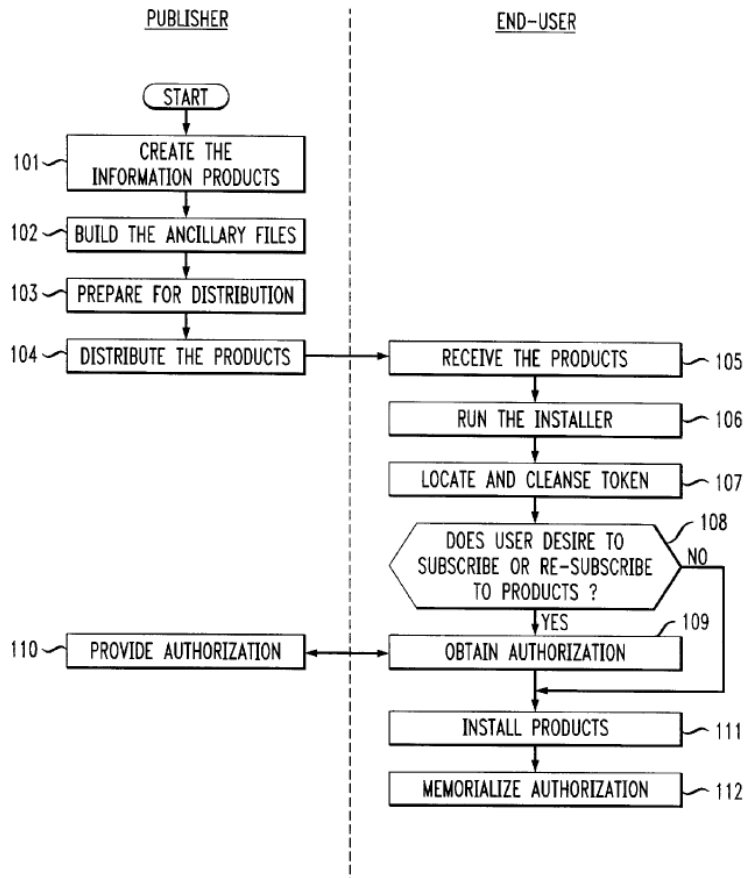 PUBLISHER
END-USER
START
101
CREATE THE
INFORMATION PRODUCTS
102
BUILD THE ANCILLARY FILES
103
PREPARE FOR DISTRIBUTION
104
DISTRIBUTE THE PRODUCTS
RECEIVE THE PRODUCTS
105
RUN THE INSTALLER
106
LOCATE AND CLEANSE TOKEN
107
108
DOES USER DESIRE TO
SUBSCRIBE OR RE-SUBSCRIBE
TO PRODUCTS ?
NO
YES
109
110
PROVIDE AUTHORIZATION
OBTAIN AUTHORIZATION
INSTALL PRODUCTS
111
MEMORIALIZE AUTHORIZATION
112